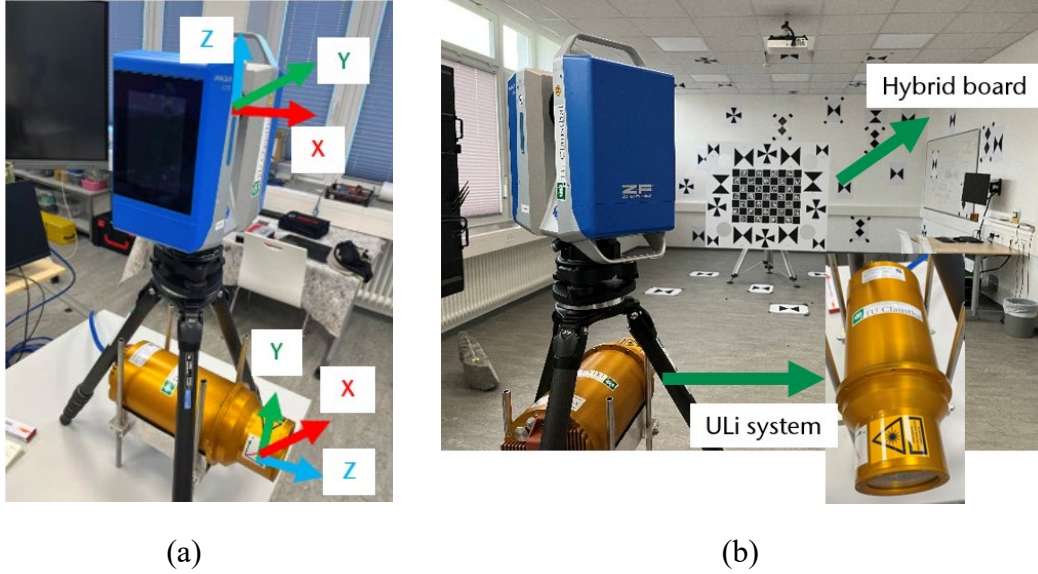 Z
Y
X
Y
X
Z
Hybrid board
ZF
TU Clausthal
ULi system
(a)
(b)